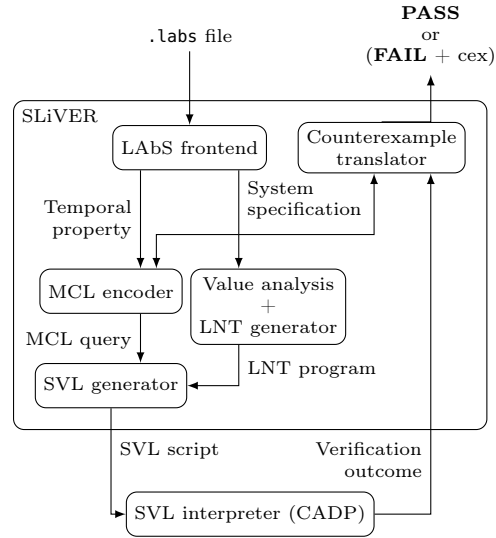 PASS
or
(FAIL + cex)
.labs file
SLiVER
LAbS frontend
Counterexample
translator
System
specification
Temporal
property
MCL encoder
Value analysis
+
LNT generator
MCL query
LNT program
SVL generator
SVL script
Verification
outcome
SVL interpreter (CADP)